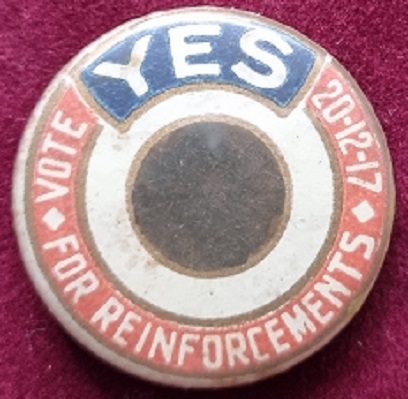 YES
VOTE ◆ FOR REINFORCEMENTS ◆ 20-12-17